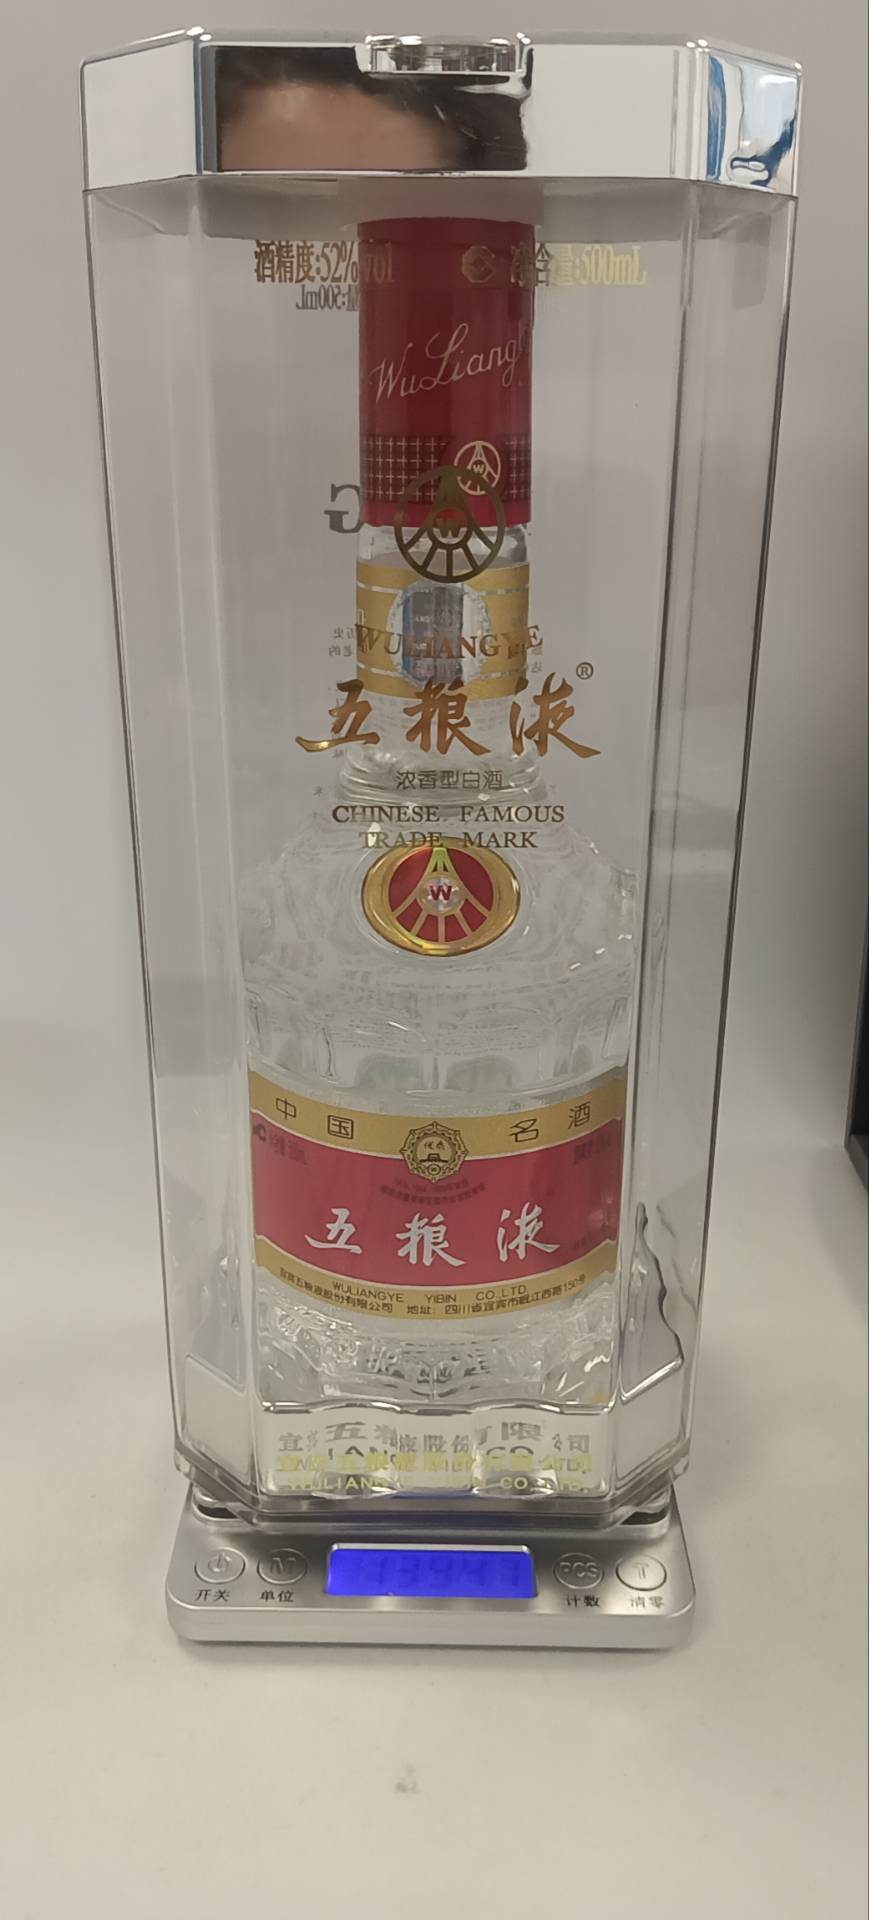 酒精度:52%vol 净含量:500mL
WuLiang
W
WULIANGYE
五粮液®
浓香型白酒
CHINESE FAMOUS
TRADE MARK
W
中国名酒
五粮液
WULIANGYE YIBIN CO.,LTD.
宜宾五粮液股份有限公司 地址 四川省宜宾市岷江西路150号
M
PCS
T
开关
单位
计数
清零